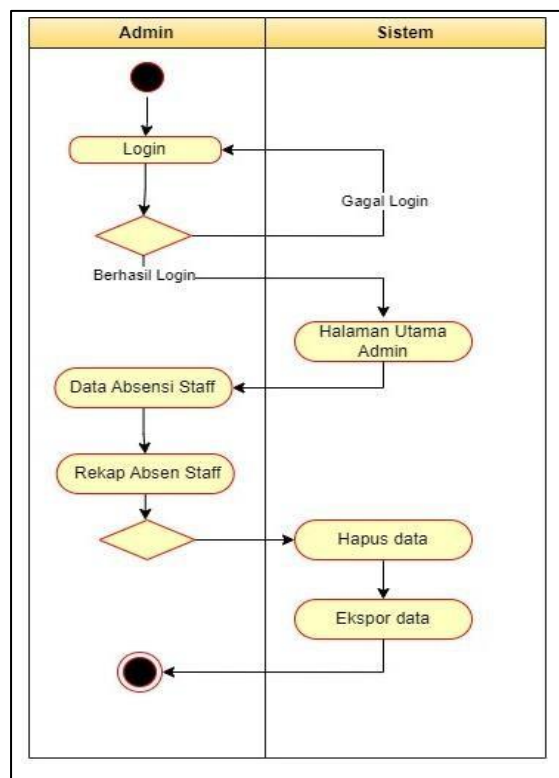 Admin
Sistem
Login
Gagal Login
Berhasil Login
Halaman Utama
Admin
Data Absensi Staff
Rekap Absen Staff
Hapus data
Ekspor data